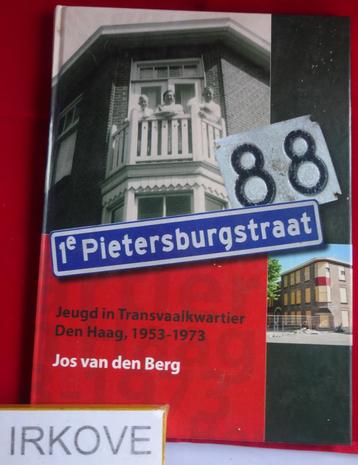 88
1e Pietersburgstraat
Jeugd in Transvaalkwartier
Den Haag, 1953-1973
Jos van den Berg
IRKOVE